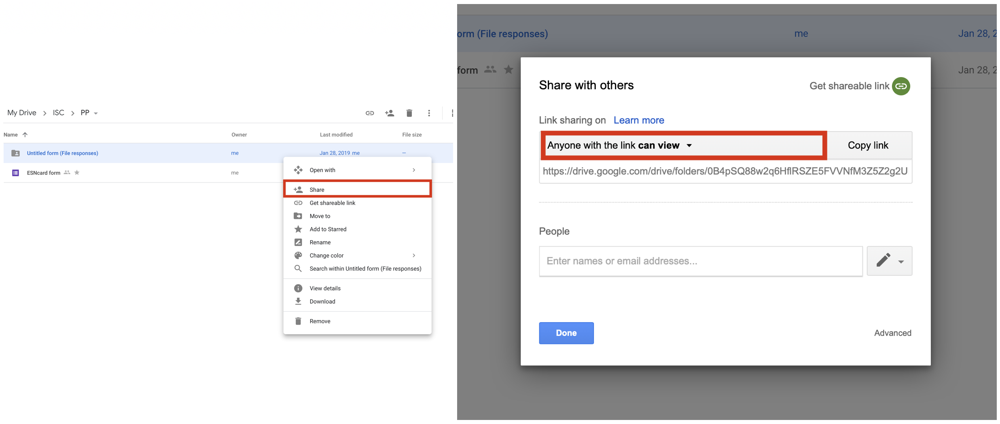 My Drive > ISC > PP
Name Owner Last modified File size
Untitled form (File responses) me Jan 28, 2019 me —
ESNcard form me
Open with
Share
Get shareable link
Move to
Add to Starred
Rename
Change color
Search within Untitled form (File responses)
View details
Download
Remove
orm (File responses) me Jan 28, 2
form Jan 28, 2
Share with others Get shareable link
Link sharing on Learn more
Anyone with the link can view Copy link
https://drive.google.com/drive/folders/0B4pSQ88w2q6HflRSZE5FVVNfM3Z5Z2g2U
People
Enter names or email addresses...
Done Advanced